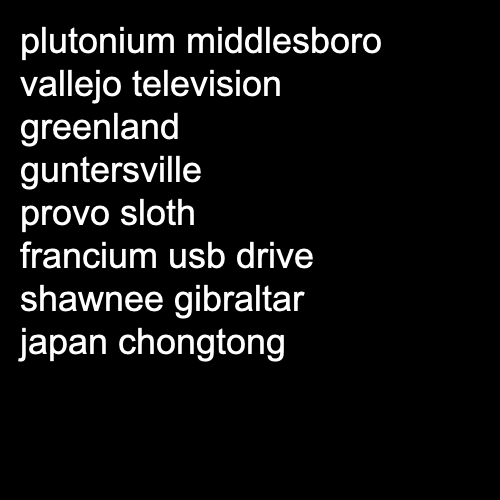 plutonium middlesboro
vallejo television
greenland
guntersville
provo sloth
francium usb drive
shawnee gibraltar
japan chongtong